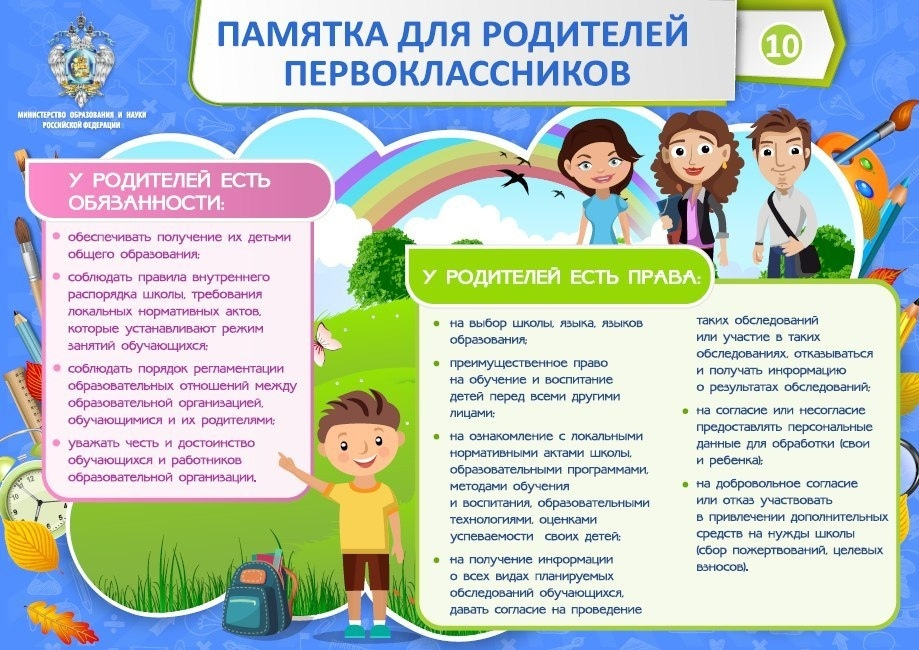 ПАМЯТКА ДЛЯ РОДИТЕЛЕЙ
ПЕРВОКЛАССНИКОВ
10
МИНИСТЕРСТВО ОБРАЗОВАНИЯ И НАУКИ
РОССИЙСКОЙ ФЕДЕРАЦИИ
У РОДИТЕЛЕЙ ЕСТЬ
ОБЯЗАННОСТИ:
• обеспечивать получение их детьми
общего образования;
• соблюдать правила внутреннего
распорядка школы, требования
локальных нормативных актов,
которые устанавливают режим
занятий обучающихся;
• соблюдать порядок регламентации
образовательных отношений между
образовательной организацией,
обучающимися и их родителями;
• уважать честь и достоинство
обучающихся и работников
образовательной организации.
У РОДИТЕЛЕЙ ЕСТЬ ПРАВА:
• на выбор школы, языка, языков
образования;
• преимущественное право
на обучение и воспитание
детей перед всеми другими
лицами;
• на ознакомление с локальными
нормативными актами школы,
образовательными программами,
методами обучения
и воспитания, образовательными
технологиями, оценками
успеваемости своих детей;
• на получение информации
о всех видах планируемых
обследований обучающихся,
давать согласие на проведение
таких обследований
или участие в таких
обследованиях, отказываться
и получать информацию
о результатах обследований;
• на согласие или несогласие
предоставлять персональные
данные для обработки (свои
и ребенка);
• на добровольное согласие
или отказ участвовать
в привлечении дополнительных
средств на нужды школы
(сбор пожертвований, целевых
взносов).